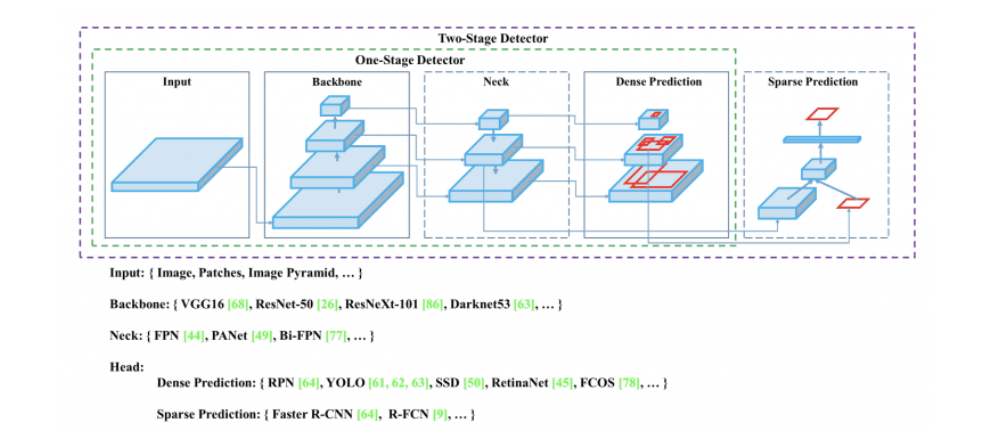 Two-Stage Detector
One-Stage Detector
Input
Backbone
Neck
Dense Prediction
Sparse Prediction
Input: { Image, Patches, Image Pyramid, … }
Backbone: { VGG16 [68], ResNet-50 [26], ResNeXt-101 [86], Darknet53 [63], … }
Neck: { FPN [44], PANet [49], Bi-FPN [77], … }
Head:
Dense Prediction: { RPN [64], YOLO [61, 62, 63], SSD [50], RetinaNet [45], FCOS [78], … }
Sparse Prediction: { Faster R-CNN [64], R-FCN [9], … }